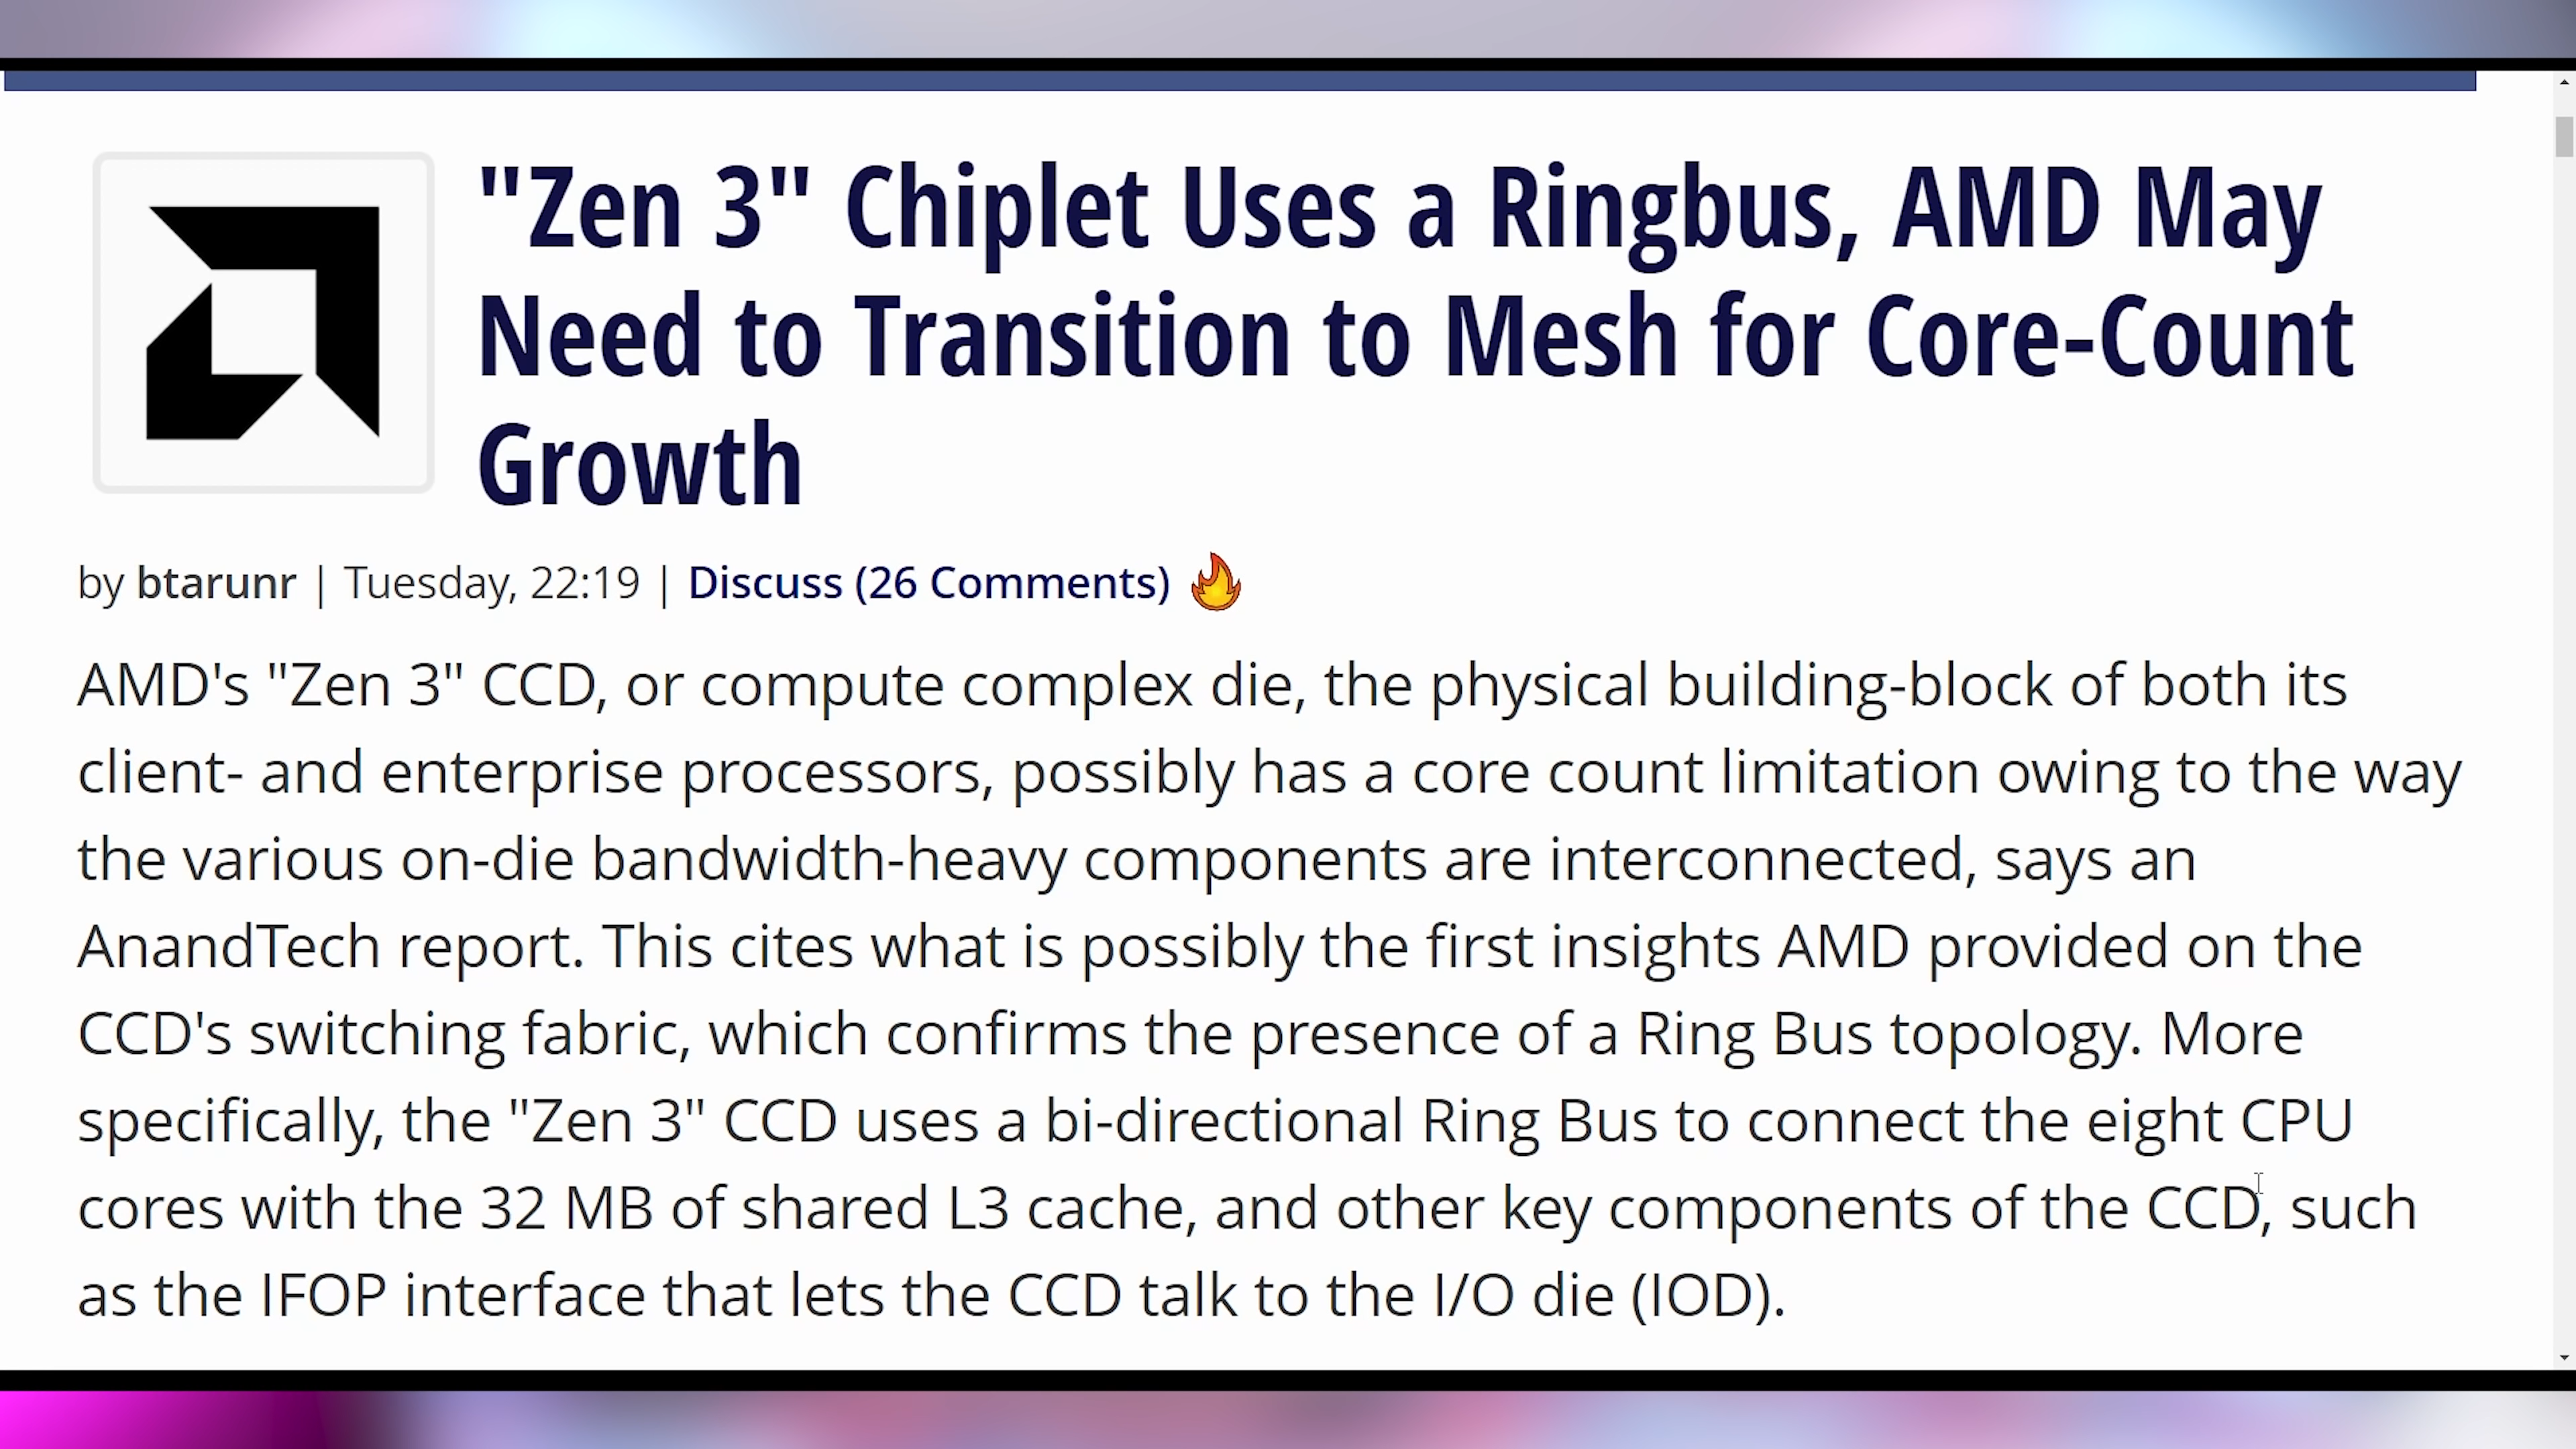 "Zen 3" Chiplet Uses a Ringbus, AMD May
Need to Transition to Mesh for Core-Count
Growth
by btarunr | Tuesday, 22:19 | Discuss (26 Comments)
AMD's "Zen 3" CCD, or compute complex die, the physical building-block of both its
client- and enterprise processors, possibly has a core count limitation owing to the way
the various on-die bandwidth-heavy components are interconnected, says an
AnandTech report. This cites what is possibly the first insights AMD provided on the
CCD's switching fabric, which confirms the presence of a Ring Bus topology. More
specifically, the "Zen 3" CCD uses a bi-directional Ring Bus to connect the eight CPU
cores with the 32 MB of shared L3 cache, and other key components of the CCD, such
as the IFOP interface that lets the CCD talk to the I/O die (IOD).